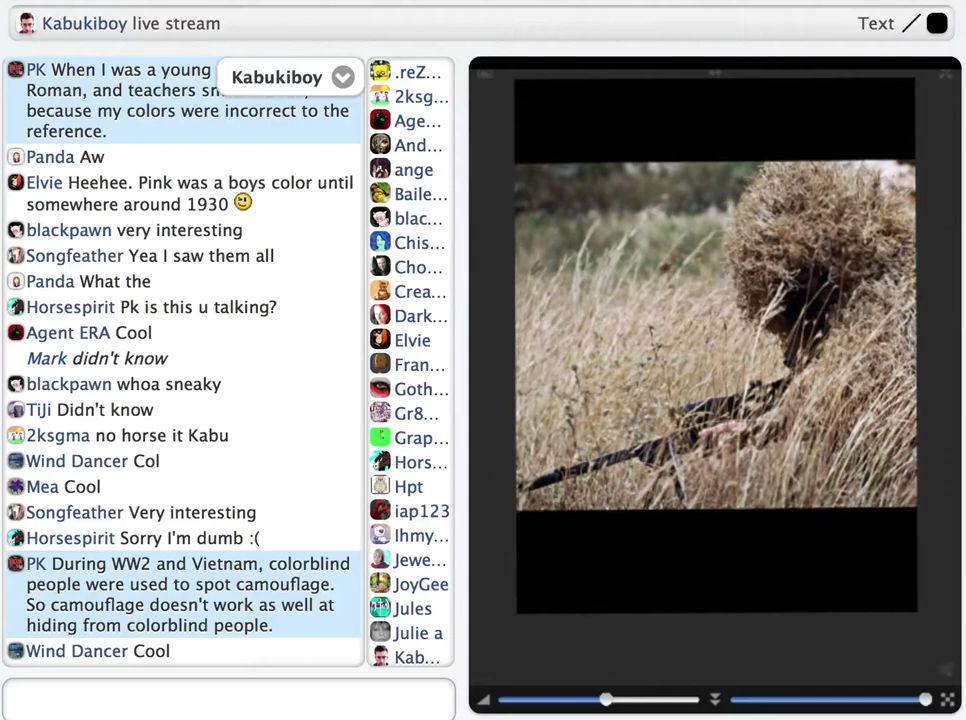 Kabukiboy live stream
Text
PK When I was a young
Roman, and teachers
because my colors were incorrect to the
reference.
Kabukiboy
Panda Aw
Elvie Heehee. Pink was a boys color until
somewhere around 1930
blackpawn very interesting
Songfeather Yea I saw them all
Panda What the
Horsespirit Pk is this u talking?
Agent ERA Cool
Mark didn't know
blackpawn whoa sneaky
TiJi Didn't know
2ksgma no horse it Kabu
Wind Dancer Col
Mea Cool
Songfeather Very interesting
Horsespirit Sorry I'm dumb :(
PK During WW2 and Vietnam, colorblind
people were used to spot camouflage.
So camouflage doesn't work as well at
hiding from colorblind people.
Wind Dancer Cool
.reZ...
2ksg...
Age...
And...
ange
Baile...
blac...
Chis...
Cho...
Crea...
Dark...
Elvie
Fran...
Goth...
Gr8...
Grap...
Hors...
Hpt
iap123
Ihmy...
Jewe...
JoyGee
Jules
Julie a
Kab...